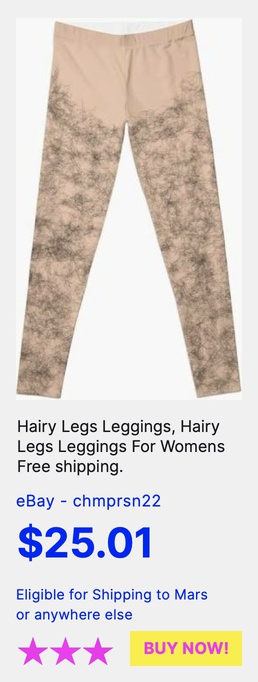 Hairy Legs Leggings, Hairy
Legs Leggings For Womens
Free shipping.
eBay - chmprsn22
$25.01
Eligible for Shipping to Mars
or anywhere else
BUY NOW!